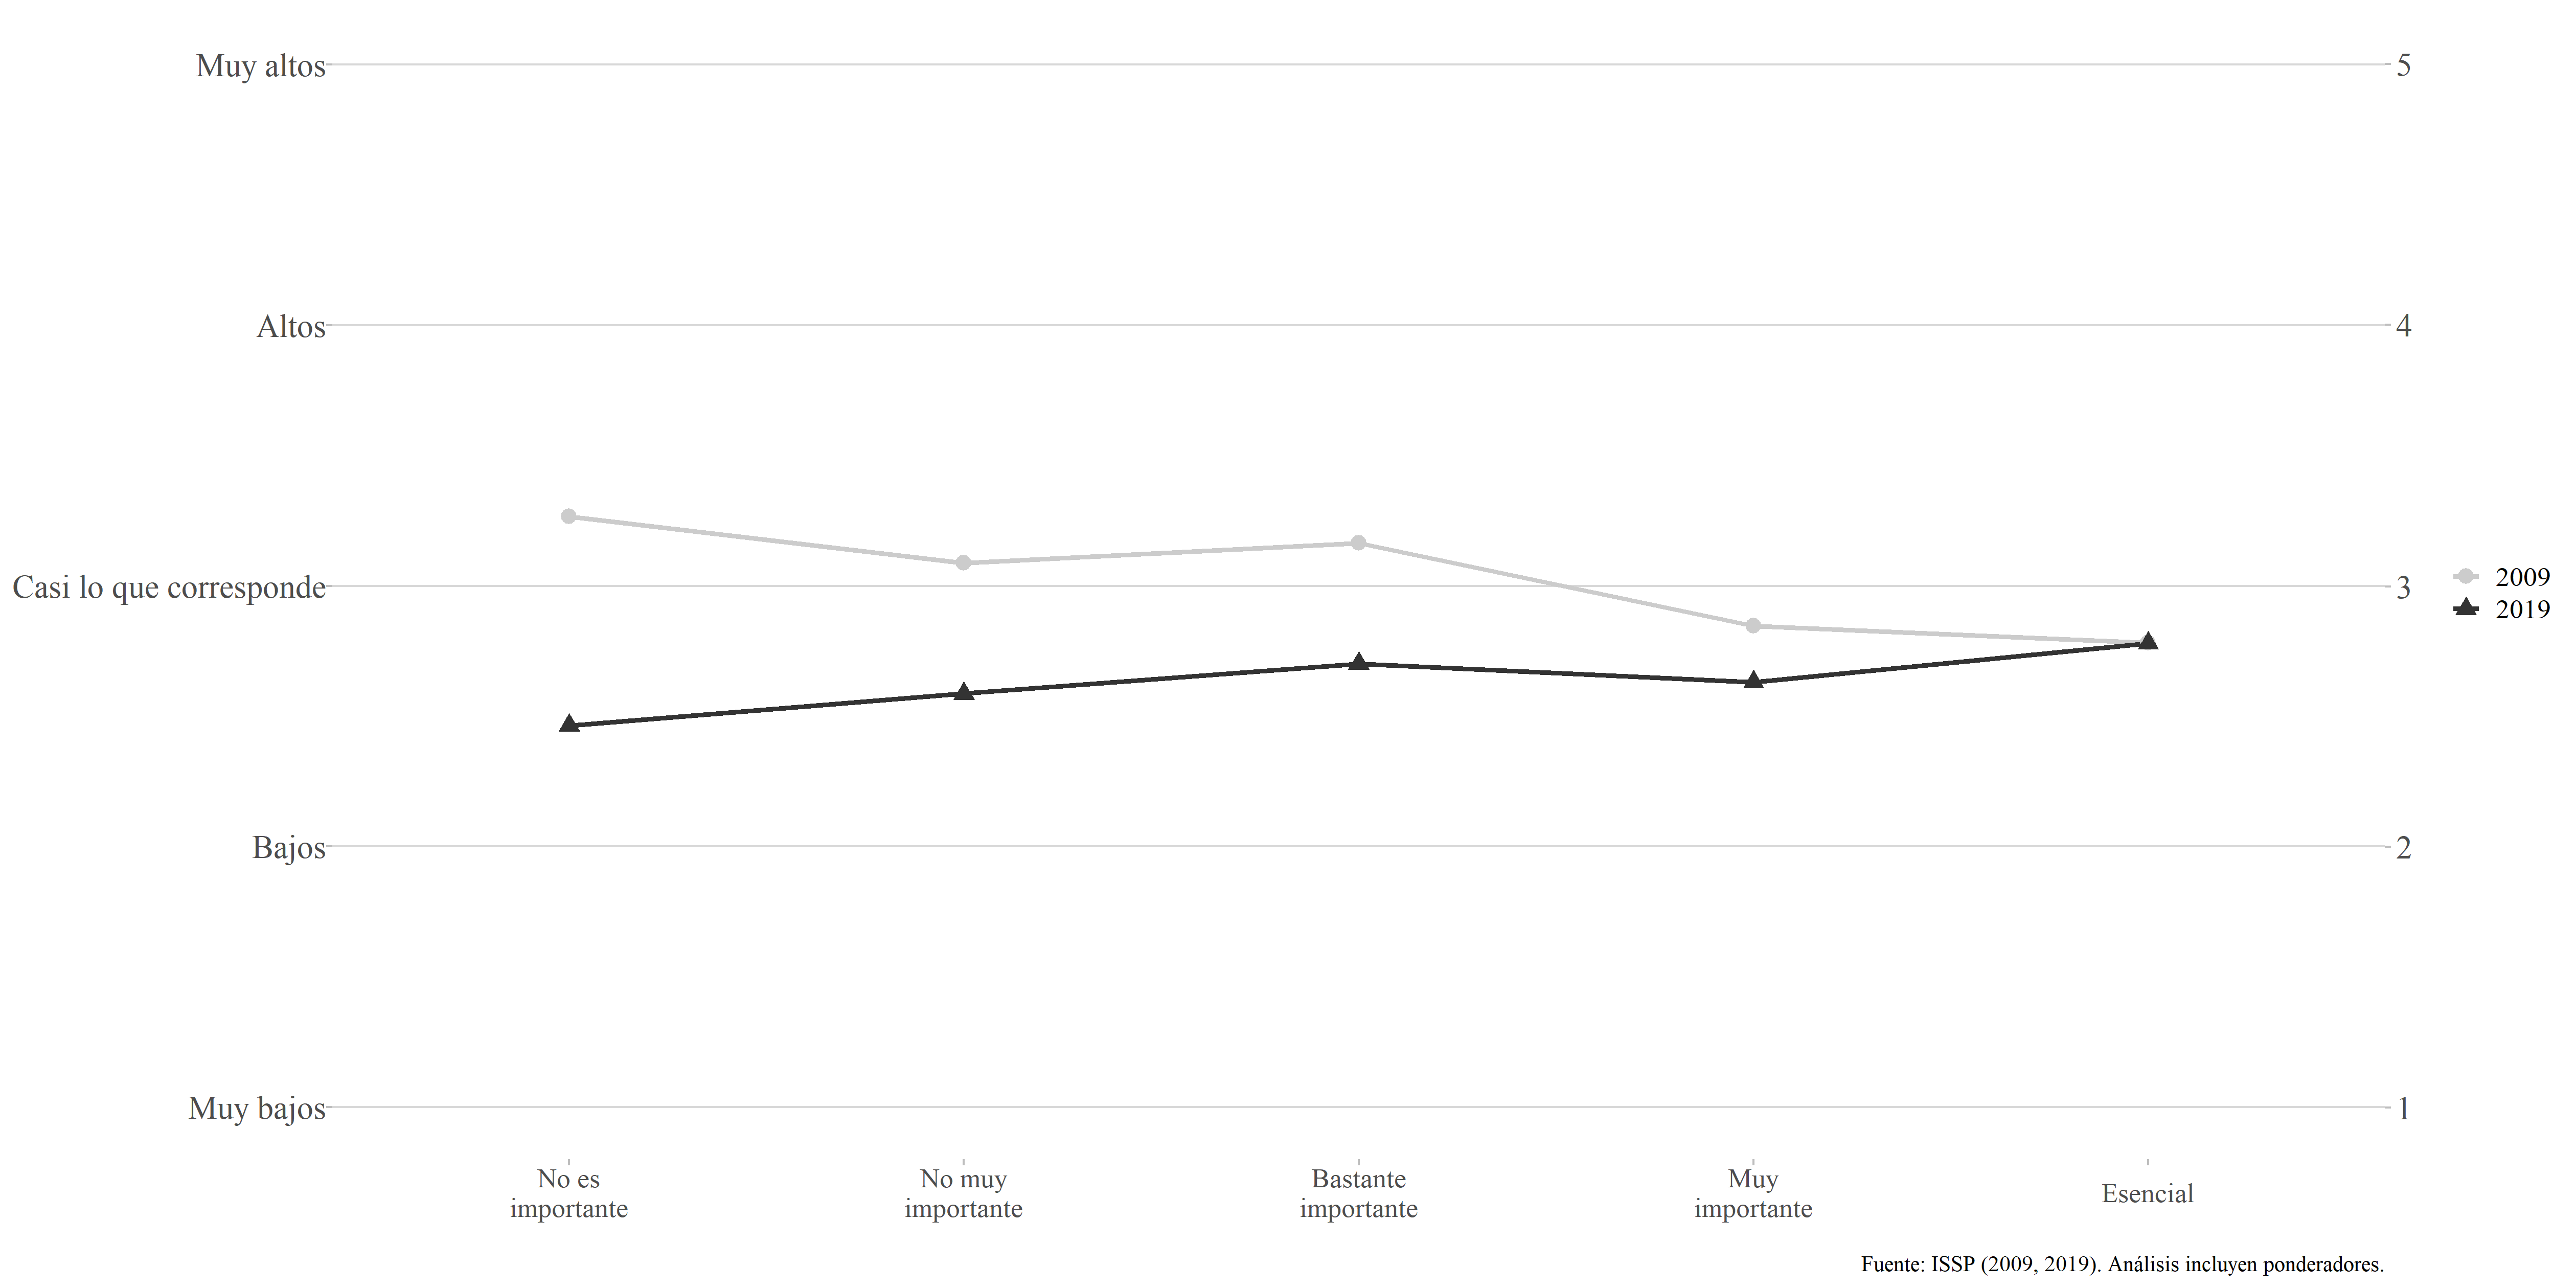 Muy altos
5
Altos
4
Casi lo que corresponde
3
2009
2019
Bajos
2
Muy bajos
1
No es
importante
No muy
importante
Bastante
importante
Muy
importante
Esencial
Fuente: ISSP (2009, 2019). Análisis incluyen ponderadores.